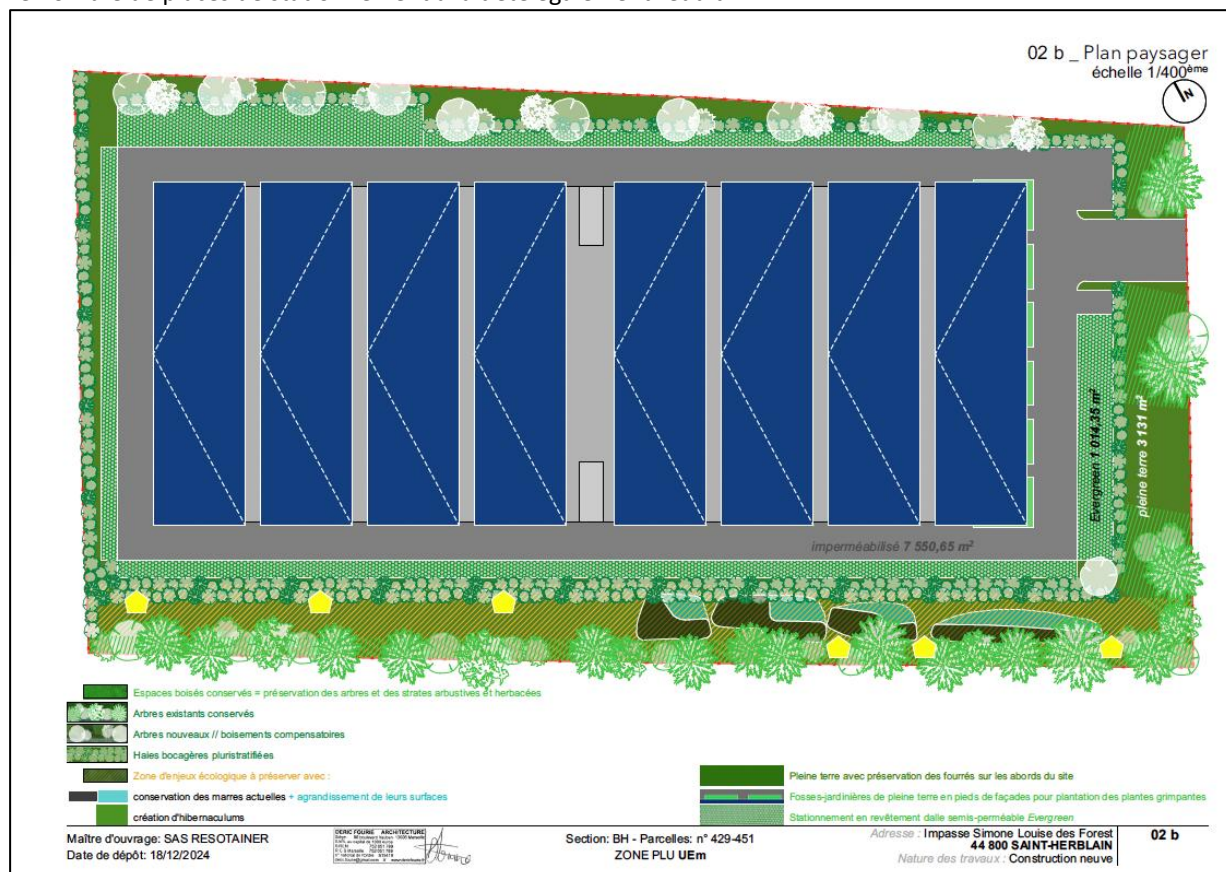 02 b _ Plan paysager
échelle 1/400ème
N
Evergreen 1 014,35 m²
pleine terre 3 131 m²
imperméabilisé 7 550,65 m²
Espaces boisés conservés = préservation des arbres et des strates arbustives et herbacées
Arbres existants conservés
Arbres nouveaux // boisements compensatoires
Haies bocagères pluristratifiées
Zone d'enjeux écologique à préserver avec :
conservation des marres actuelles + agrandissement de leurs surfaces
création d'hibernaculums
Pleine terre avec préservation des fourrés sur les abords du site
Fosses-jardinières de pleine terre en pieds de façades pour plantation des plantes grimpantes
Stationnement en revêtement dalle semis-perméable Evergreen
Maître d'ouvrage: SAS RESOTAINER
Date de dépôt: 18/12/2024
DERIC FOURIE ARCHITECTURE
Section: BH - Parcelles: n° 429-451
ZONE PLU UEm
Adresse : Impasse Simone Louise des Forest
44 800 SAINT-HERBLAIN
Nature des travaux : Construction neuve
02 b